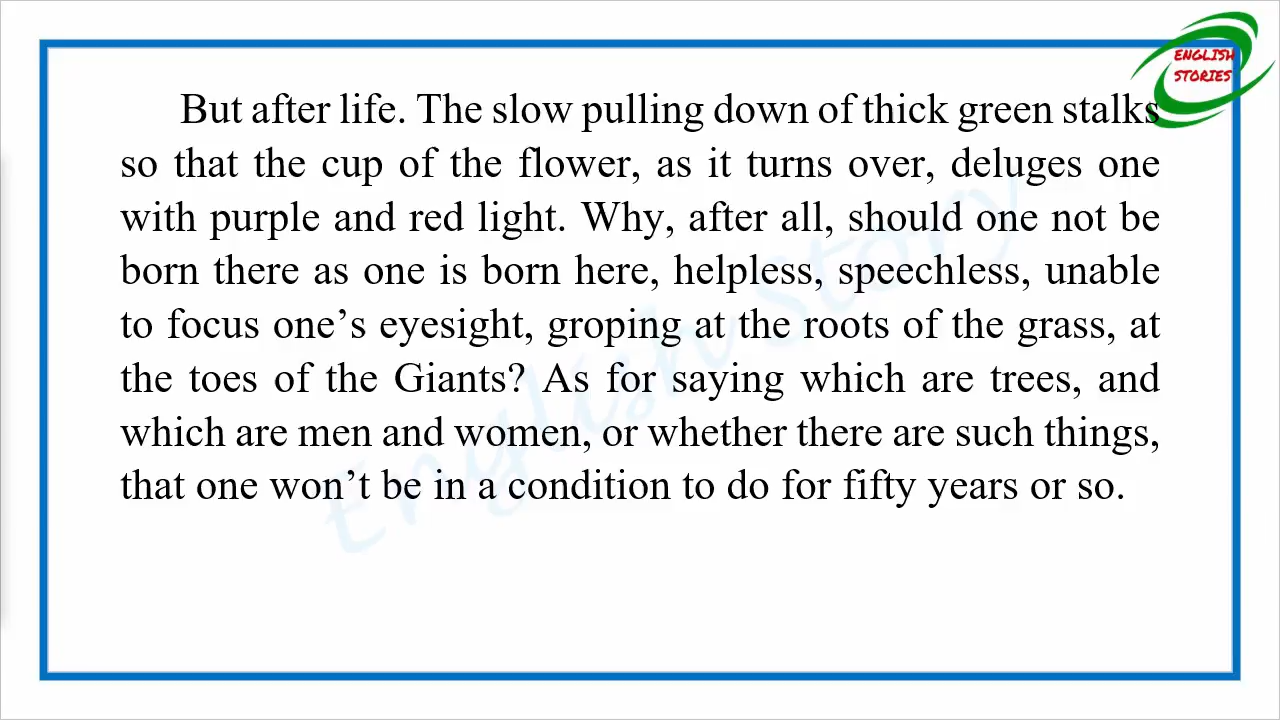 ENGLISH
STORIES
But after life. The slow pulling down of thick green stalks
so that the cup of the flower, as it turns over, deluges one
with purple and red light. Why, after all, should one not be
born there as one is born here, helpless, speechless, unable
to focus one’s eyesight, groping at the roots of the grass, at
the toes of the Giants? As for saying which are trees, and
which are men and women, or whether there are such things,
that one won’t be in a condition to do for fifty years or so.
English Story